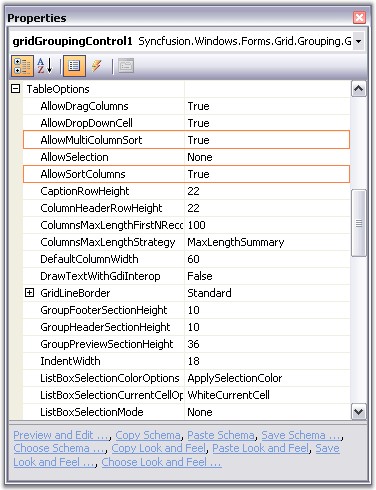 Properties
gridGroupingControl1 Syncfusion.Windows.Forms.Grid.Grouping.G
TableOptions
AllowDragColumns True
AllowDropDownCell True
AllowMultiColumnSort True
AllowSelection None
AllowSortColumns True
CaptionRowHeight 22
ColumnHeaderRowHeight 22
ColumnsMaxLengthFirstNReco 100
ColumnsMaxLengthStrategy MaxLengthSummary
DefaultColumnWidth 60
DrawTextWithGdiInterop False
GridLineBorder Standard
GroupFooterSectionHeight 10
GroupHeaderSectionHeight 10
GroupPreviewSectionHeight 36
IndentWidth 18
ListBoxSelectionColorOptions ApplySelectionColor
ListBoxSelectionCurrentCellOp WhiteCurrentCell
ListBoxSelectionMode None
Preview and Edit ..., Copy Schema, Paste Schema, Save Schema ...,
Choose Schema ..., Copy Look and Feel, Paste Look and Feel, Save
Look and Feel ..., Choose Look and Feel ...